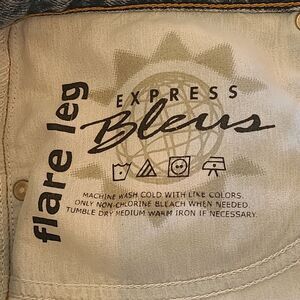 flare leg
EXPRESS
Bleus
MACHINE WASH COLD WITH LIKE COLORS.
ONLY NON-CHLORINE BLEACH WHEN NEEDED.
TUMBLE DRY MEDIUM WARM IRON IF NECESSARY.